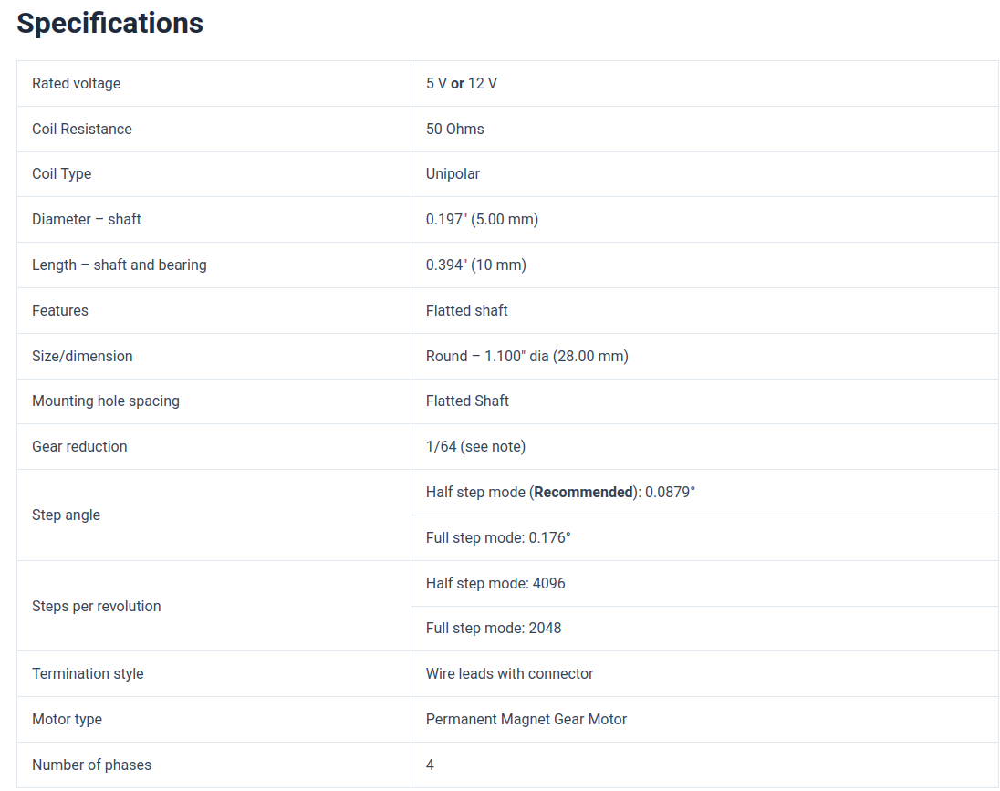 Specifications
Rated voltage
5 V or 12 V
Coil Resistance
50 Ohms
Coil Type
Unipolar
Diameter – shaft
0.197" (5.00 mm)
Length – shaft and bearing
0.394" (10 mm)
Features
Flatted shaft
Size/dimension
Round – 1.100" dia (28.00 mm)
Mounting hole spacing
Flatted Shaft
Gear reduction
1/64 (see note)
Step angle
Half step mode (Recommended): 0.0879°
Full step mode: 0.176°
Steps per revolution
Half step mode: 4096
Full step mode: 2048
Termination style
Wire leads with connector
Motor type
Permanent Magnet Gear Motor
Number of phases
4